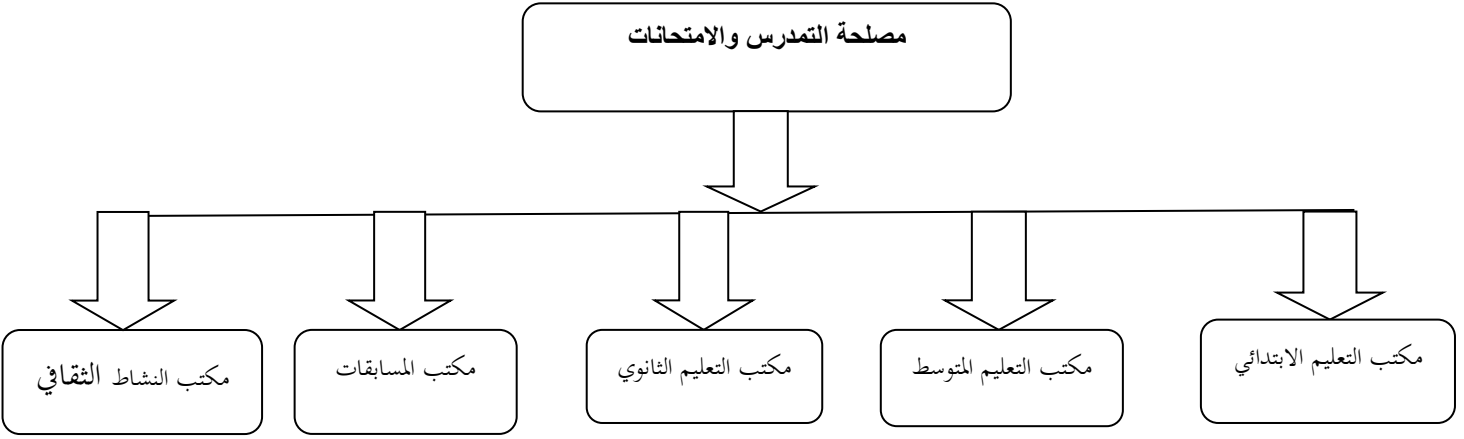 مصلحة التمدرس والامتحانات
مكتب التعليم الابتدائي
مكتب التعليم المتوسط
مكتب التعليم الثانوي
مكتب المسابقات
مكتب النشاط الثقافي